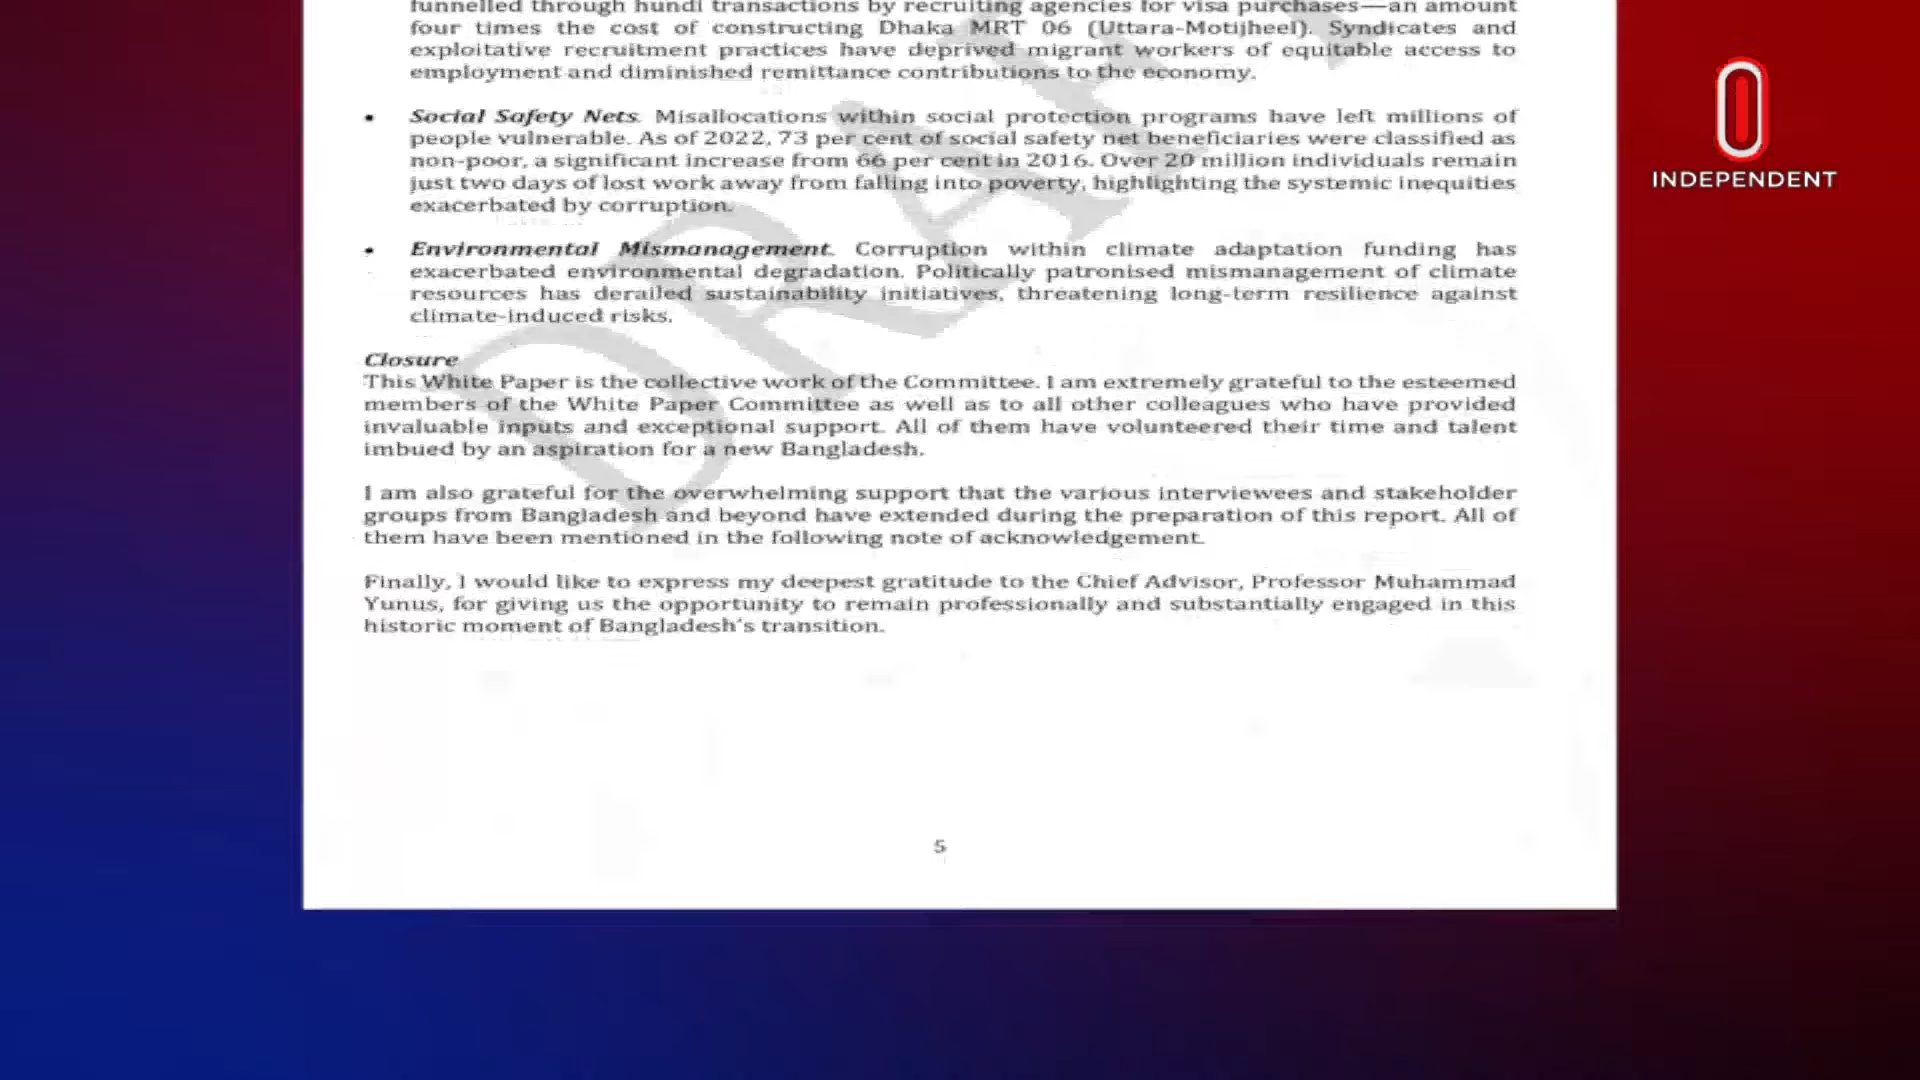 funnelled through hundi transactions by recruiting agencies for visa purchases—an amount
four times the cost of constructing Dhaka MRT 06 (Uttara-Motijheel). Syndicates and
exploitative recruitment practices have deprived migrant workers of equitable access to
employment and diminished remittance contributions to the economy.
• Social Safety Nets. Misallocations within social protection programs have left millions of
people vulnerable. As of 2022, 73 per cent of social safety net beneficiaries were classified as
non-poor, a significant increase from 66 per cent in 2016. Over 20 million individuals remain
just two days of lost work away from falling into poverty, highlighting the systemic inequities
exacerbated by corruption.
• Environmental Mismanagement. Corruption within climate adaptation funding has
exacerbated environmental degradation. Politically patronised mismanagement of climate
resources has derailed sustainability initiatives, threatening long-term resilience against
climate-induced risks.
Closure
This White Paper is the collective work of the Committee. I am extremely grateful to the esteemed
members of the White Paper Committee as well as to all other colleagues who have provided
invaluable inputs and exceptional support. All of them have volunteered their time and talent
imbued by an aspiration for a new Bangladesh.
I am also grateful for the overwhelming support that the various interviewees and stakeholder
groups from Bangladesh and beyond have extended during the preparation of this report. All of
them have been mentioned in the following note of acknowledgement.
Finally, I would like to express my deepest gratitude to the Chief Advisor, Professor Muhammad
Yunus, for giving us the opportunity to remain professionally and substantially engaged in this
historic moment of Bangladesh's transition.
5
DRAFT
INDEPENDENT